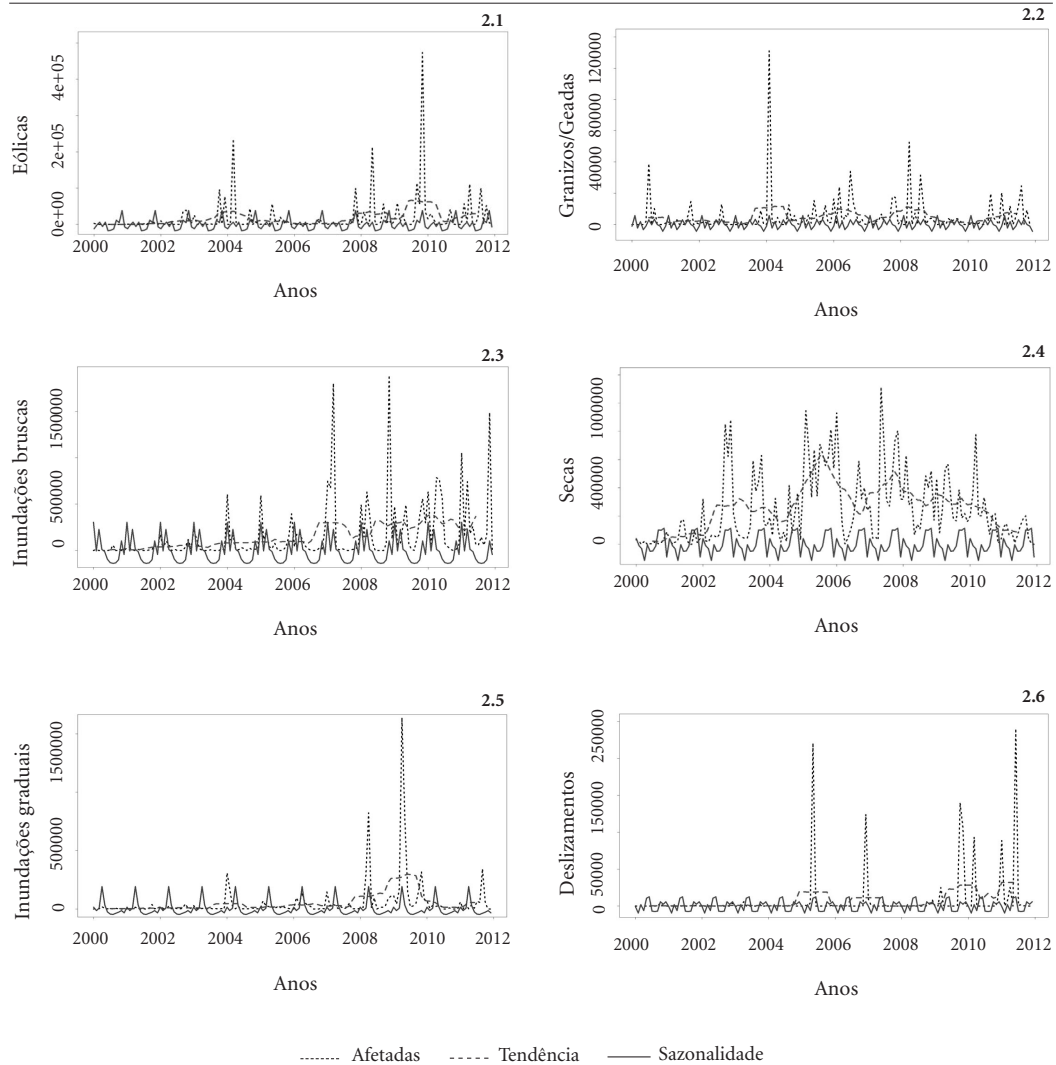 2.1
Eólicas
4e+05
2e+05
0e+00
2000 2002 2004 2006 2008 2010 2012
Anos
2.2
Granizos/Geadas
120000
80000
40000
0
2000 2002 2004 2006 2008 2010 2012
Anos
2.3
Inundações bruscas
1500000
500000
0
2000 2002 2004 2006 2008 2010 2012
Anos
2.4
Secas
1000000
400000
0
2000 2002 2004 2006 2008 2010 2012
Anos
2.5
Inundações graduais
1500000
500000
0
2000 2002 2004 2006 2008 2010 2012
Anos
2.6
Deslizamentos
250000
150000
50000
0
2000 2002 2004 2006 2008 2010 2012
Anos
Afetadas Tendência Sazonalidade